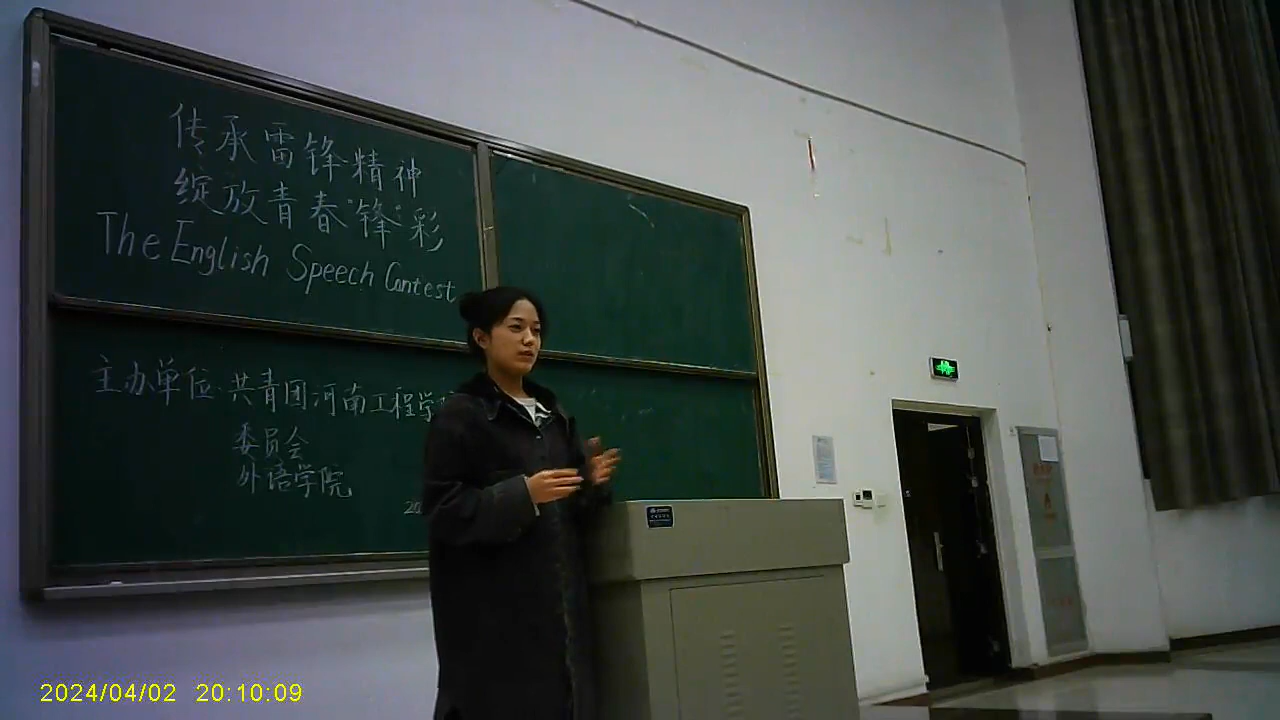 传承雷锋精神
绽放青春“锋”彩
The English Speech Contest
主办单位:共青团河南工程学
委员会
外语学院
20
2024/04/02 20:10:09